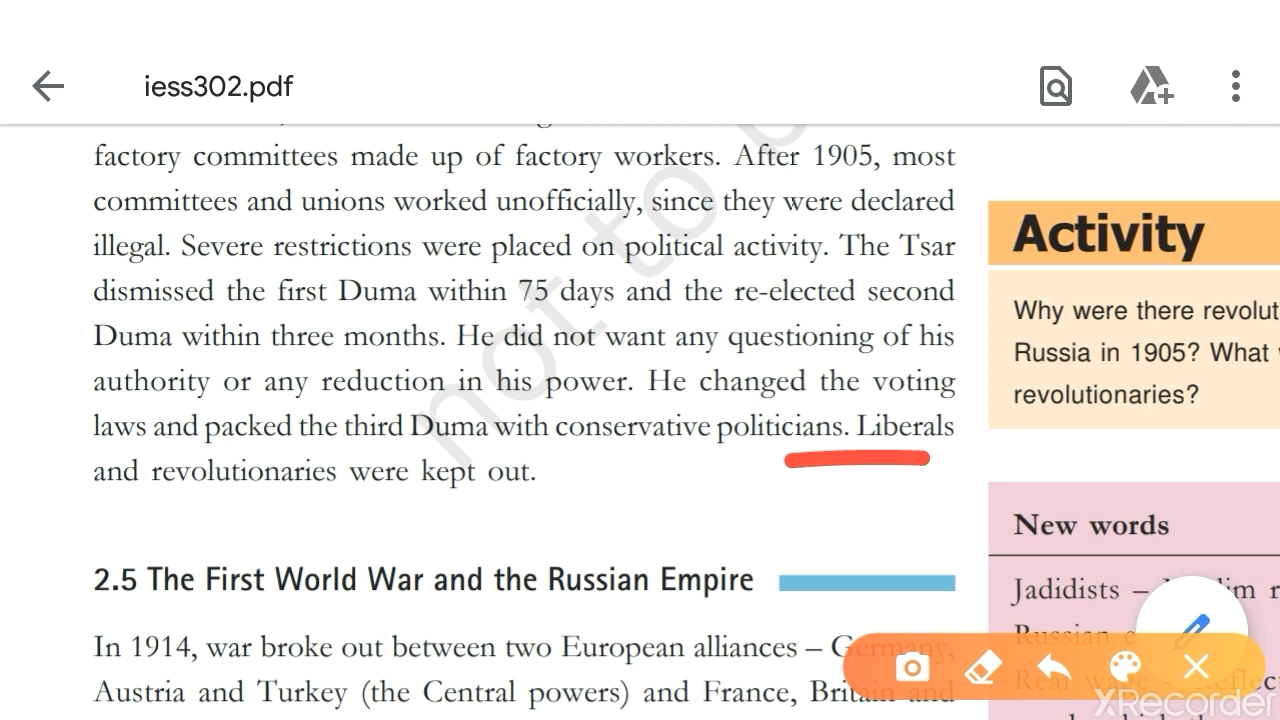 iess302.pdf
factory committees made up of factory workers. After 1905, most
committees and unions worked unofficially, since they were declared
illegal. Severe restrictions were placed on political activity. The Tsar
dismissed the first Duma within 75 days and the re-elected second
Duma within three months. He did not want any questioning of his
authority or any reduction in his power. He changed the voting
laws and packed the third Duma with conservative politicians. Liberals
and revolutionaries were kept out.
2.5 The First World War and the Russian Empire
In 1914, war broke out between two European alliances – Germany,
Austria and Turkey (the Central powers) and France, Britain and
not to
Activity
Why were there revolut
Russia in 1905? What
revolutionaries?
New words
Jadidists –
Russian
XRecorder